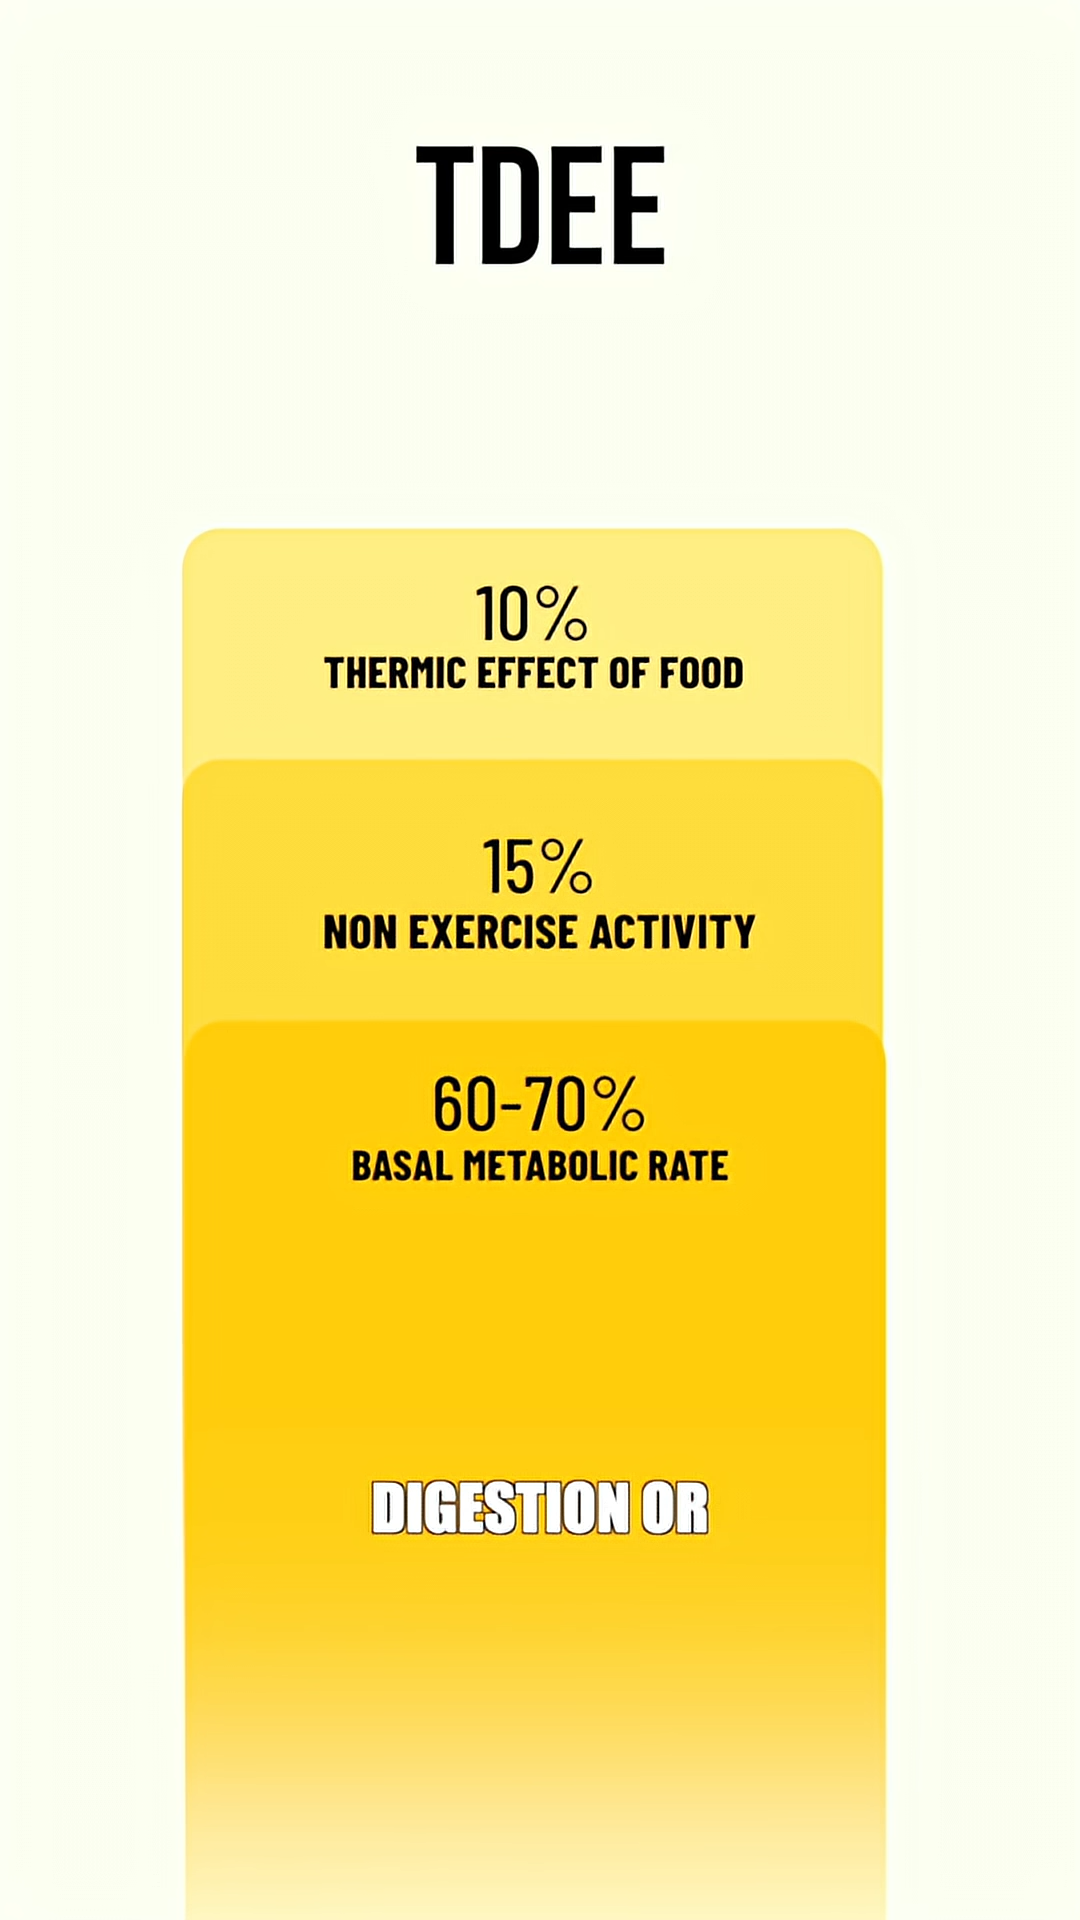 TDEE
10%
THERMIC EFFECT OF FOOD
15%
NON EXERCISE ACTIVITY
60-70%
BASAL METABOLIC RATE
DIGESTION OR